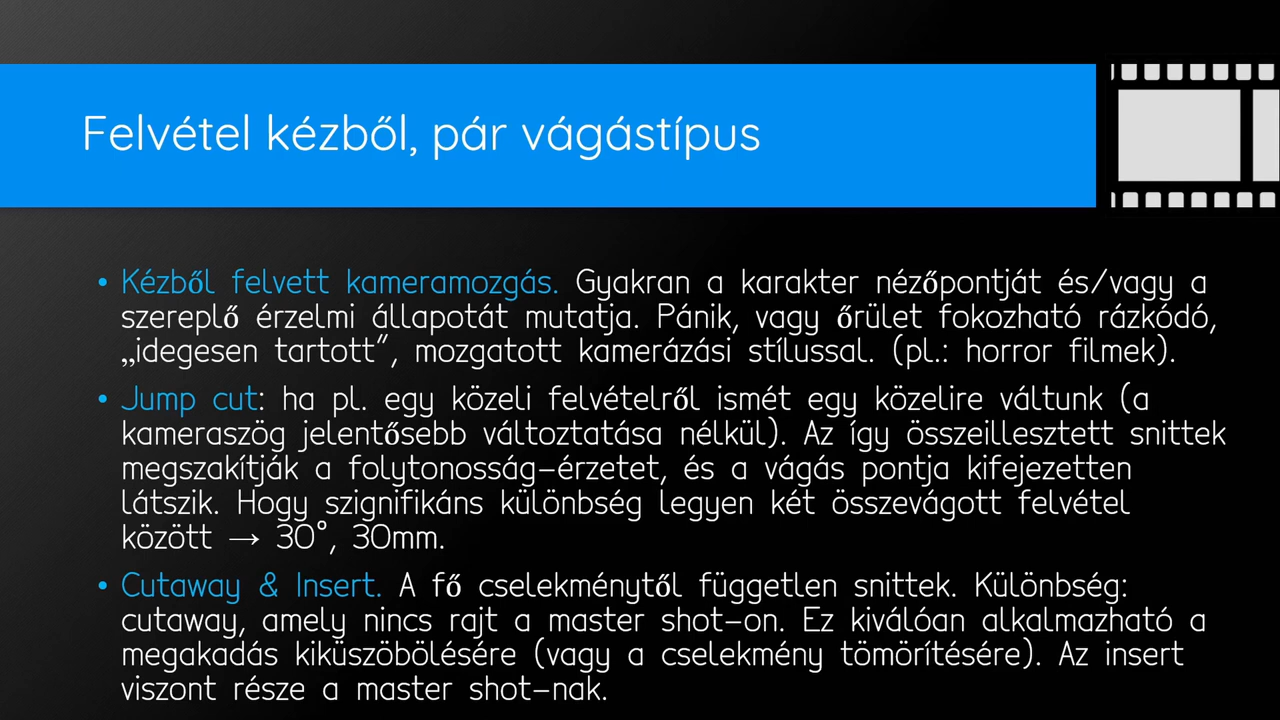 Felvétel kézből, pár vágástípus
• Kézből felvett kameramozgás. Gyakran a karakter nézőpontját és/vagy a
szereplő érzelmi állapotát mutatja. Pánik, vagy őrület fokozható rázkódó,
„idegesen tartott”, mozgatott kamerázási stílussal. (pl.: horror filmek).
• Jump cut: ha pl. egy közeli felvételről ismét egy közelire váltunk (a
kameraszög jelentősebb változtatása nélkül). Az így összeillesztett snittek
megszakítják a folytonosság-érzetet, és a vágás pontja kifejezetten
látszik. Hogy szignifikáns különbség legyen két összevágott felvétel
között → 30°, 30mm.
• Cutaway & Insert. A fő cselekménytől független snittek. Különbség:
cutaway, amely nincs rajt a master shot-on. Ez kiválóan alkalmazható a
megakadás kiküszöbölésére (vagy a cselekmény tömörítésére). Az insert
viszont része a master shot-nak.